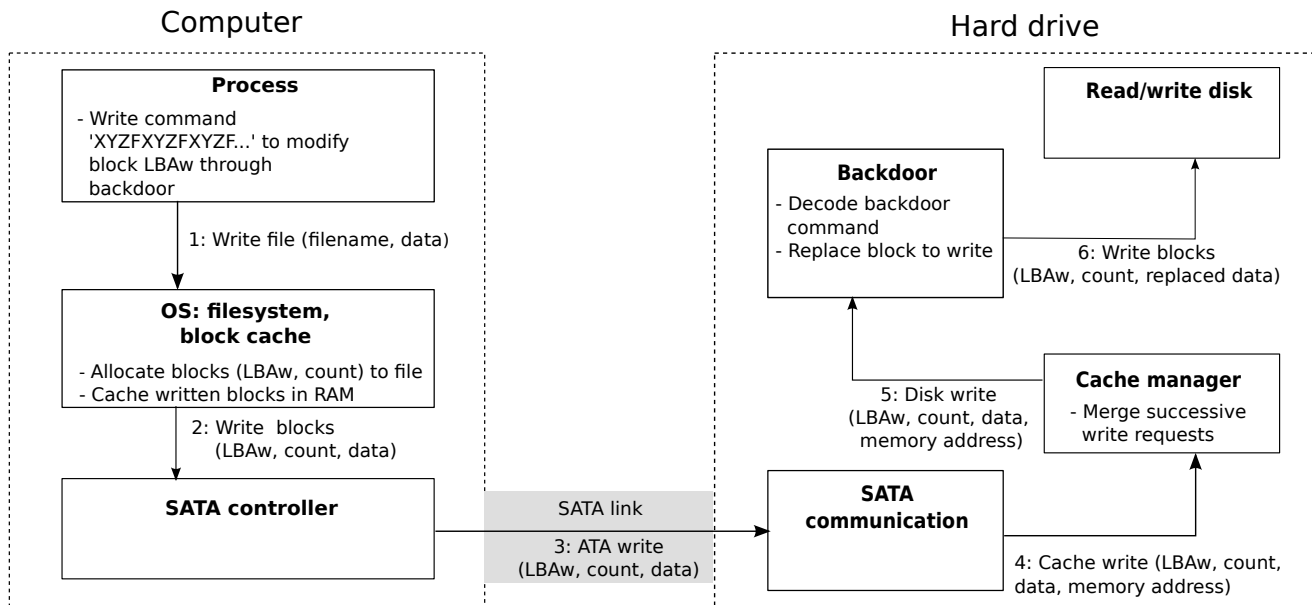 Computer
Process
- Write command
'XYZFXYZFXYZF...' to modify
block LBAw through
backdoor
1: Write file (filename, data)
OS: filesystem,
block cache
- Allocate blocks (LBAw, count) to file
- Cache written blocks in RAM
2: Write blocks
(LBAw, count, data)
SATA controller
SATA link
3: ATA write
(LBAw, count, data)
Hard drive
Read/write disk
Backdoor
- Decode backdoor
command
- Replace block to write
6: Write blocks
(LBAw, count, replaced data)
Cache manager
- Merge successive
write requests
5: Disk write
(LBAw, count, data,
memory address)
SATA
communication
4: Cache write (LBAw, count,
data, memory address)